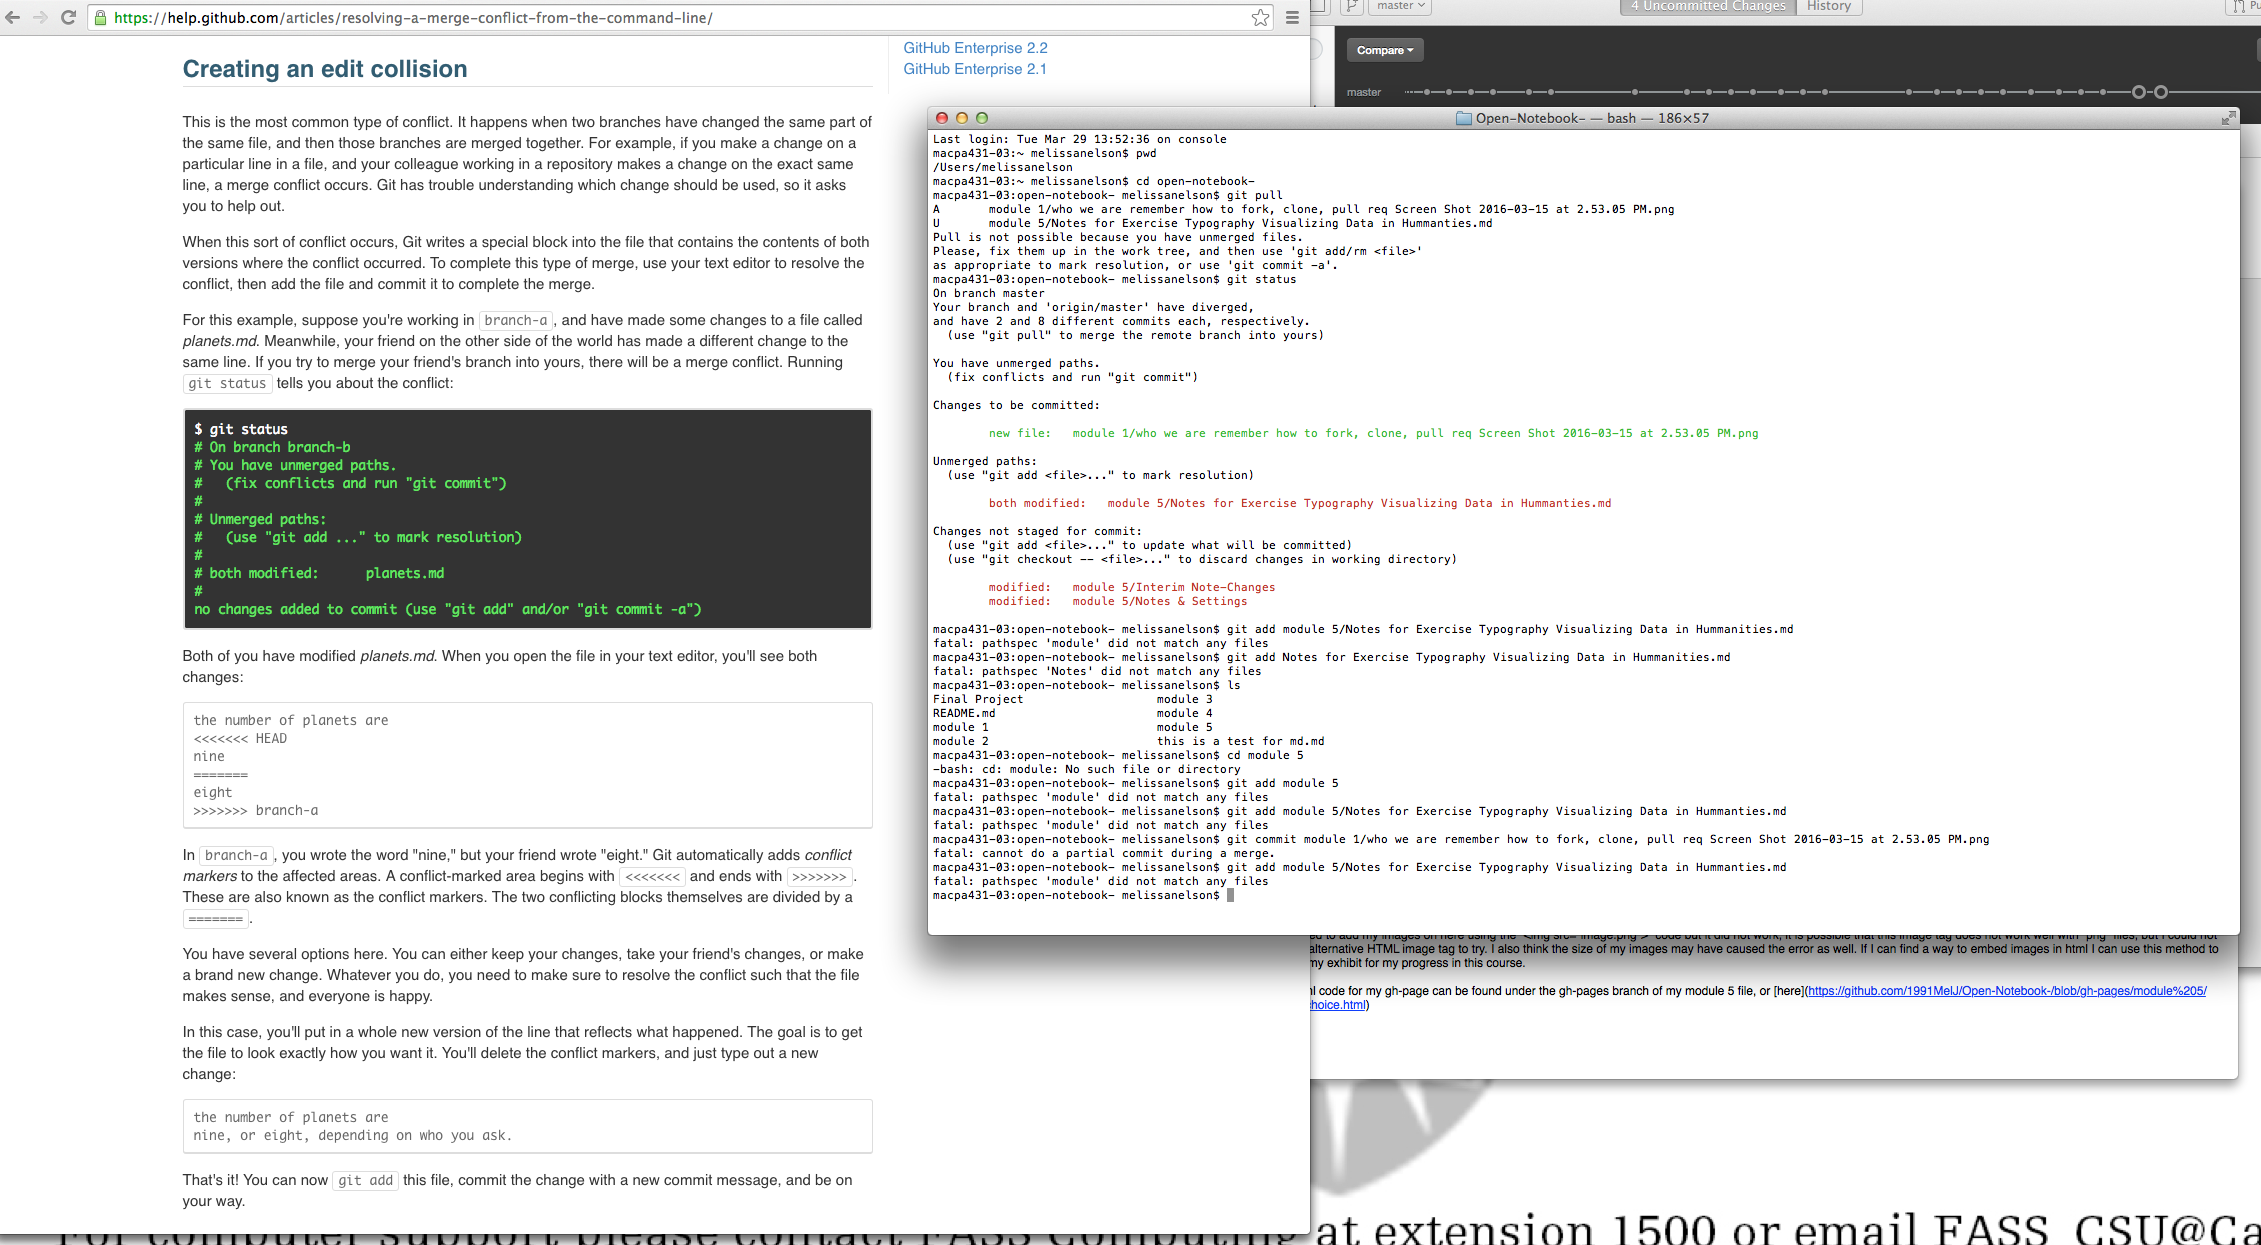 https://help.github.com/articles/resolving-a-merge-conflict-from-the-command-line/
Creating an edit collision
This is the most common type of conflict. It happens when two branches have changed the same part of
the same file, and then those branches are merged together. For example, if you make a change on a
particular line in a file, and your colleague working in a repository makes a change on the exact same
line, a merge conflict occurs. Git has trouble understanding which change should be used, so it asks
you to help out.
When this sort of conflict occurs, Git writes a special block into the file that contains the contents of both
versions where the conflict occurred. To complete this type of merge, use your text editor to resolve the
conflict, then add the file and commit it to complete the merge.
For this example, suppose you're working in branch-a, and have made some changes to a file called
planets.md. Meanwhile, your friend on the other side of the world has made a different change to the
same line. If you try to merge your friend's branch into yours, there will be a merge conflict. Running
git status tells you about the conflict:
$ git status
# On branch branch-b
# You have unmerged paths.
#   (fix conflicts and run "git commit")
#
# Unmerged paths:
#   (use "git add ..." to mark resolution)
#
# both modified:      planets.md
#
no changes added to commit (use "git add" and/or "git commit -a")
Both of you have modified planets.md. When you open the file in your text editor, you'll see both
changes:
the number of planets are
<<<<<<< HEAD
nine
=======
eight
>>>>>>> branch-a
In branch-a, you wrote the word "nine," but your friend wrote "eight." Git automatically adds conflict
markers to the affected areas. A conflict-marked area begins with <<<<<<< and ends with >>>>>>>.
These are also known as the conflict markers. The two conflicting blocks themselves are divided by a
=======.
You have several options here. You can either keep your changes, take your friend's changes, or make
a brand new change. Whatever you do, you need to make sure to resolve the conflict such that the file
makes sense, and everyone is happy.
In this case, you'll put in a whole new version of the line that reflects what happened. The goal is to get
the file to look exactly how you want it. You'll delete the conflict markers, and just type out a new
change:
the number of planets are
nine, or eight, depending on who you ask.
That's it! You can now git add this file, commit the change with a new commit message, and be on
your way.
GitHub Enterprise 2.2
GitHub Enterprise 2.1
master
4 Uncommitted Changes
History
Compare
master
Open-Notebook- — bash — 186×57
Last login: Tue Mar 29 13:52:36 on console
macpa431-03:~ melissanelson$ pwd
/Users/melissanelson
macpa431-03:~ melissanelson$ cd open-notebook-
macpa431-03:open-notebook- melissanelson$ git pull
A       module 1/who we are remember how to fork, clone, pull req Screen Shot 2016-03-15 at 2.53.05 PM.png
U       module 5/Notes for Exercise Typography Visualizing Data in Hummanties.md
Pull is not possible because you have unmerged files.
Please, fix them up in the work tree, and then use 'git add/rm <file>'
as appropriate to mark resolution, or use 'git commit -a'.
macpa431-03:open-notebook- melissanelson$ git status
On branch master
Your branch and 'origin/master' have diverged,
and have 2 and 8 different commits each, respectively.
  (use "git pull" to merge the remote branch into yours)
You have unmerged paths.
  (fix conflicts and run "git commit")
Changes to be committed:
        new file:   module 1/who we are remember how to fork, clone, pull req Screen Shot 2016-03-15 at 2.53.05 PM.png
Unmerged paths:
  (use "git add <file>..." to mark resolution)
        both modified:   module 5/Notes for Exercise Typography Visualizing Data in Hummanties.md
Changes not staged for commit:
  (use "git add <file>..." to update what will be committed)
  (use "git checkout -- <file>..." to discard changes in working directory)
        modified:   module 5/Interim Note-Changes
        modified:   module 5/Notes & Settings
macpa431-03:open-notebook- melissanelson$ git add module 5/Notes for Exercise Typography Visualizing Data in Hummanities.md
fatal: pathspec 'module' did not match any files
macpa431-03:open-notebook- melissanelson$ git add Notes for Exercise Typography Visualizing Data in Hummanities.md
fatal: pathspec 'Notes' did not match any files
macpa431-03:open-notebook- melissanelson$ ls
Final Project                   module 3
README.md                       module 4
module 1                        module 5
module 2                        this is a test for md.md
macpa431-03:open-notebook- melissanelson$ cd module 5
-bash: cd: module: No such file or directory
macpa431-03:open-notebook- melissanelson$ git add module 5
fatal: pathspec 'module' did not match any files
macpa431-03:open-notebook- melissanelson$ git add module 5/Notes for Exercise Typography Visualizing Data in Hummanties.md
fatal: pathspec 'module' did not match any files
macpa431-03:open-notebook- melissanelson$ git commit module 1/who we are remember how to fork, clone, pull req Screen Shot 2016-03-15 at 2.53.05 PM.png
fatal: cannot do a partial commit during a merge.
macpa431-03:open-notebook- melissanelson$ git add module 5/Notes for Exercise Typography Visualizing Data in Hummanties.md
fatal: pathspec 'module' did not match any files
macpa431-03:open-notebook- melissanelson$
alternative HTML image tag to try. I also think the size of my images may have caused the error as well. If I can find a way to embed images in html I can use this method to
my exhibit for my progress in this course.
code for my gh-page can be found under the gh-pages branch of my module 5 file, or [here](https://github.com/1991MelJ/Open-Notebook-/blob/gh-pages/module%205/
choice.html)
For computer support please contact FASS Computing at extension 1500 or email FASS_CSU@Ca